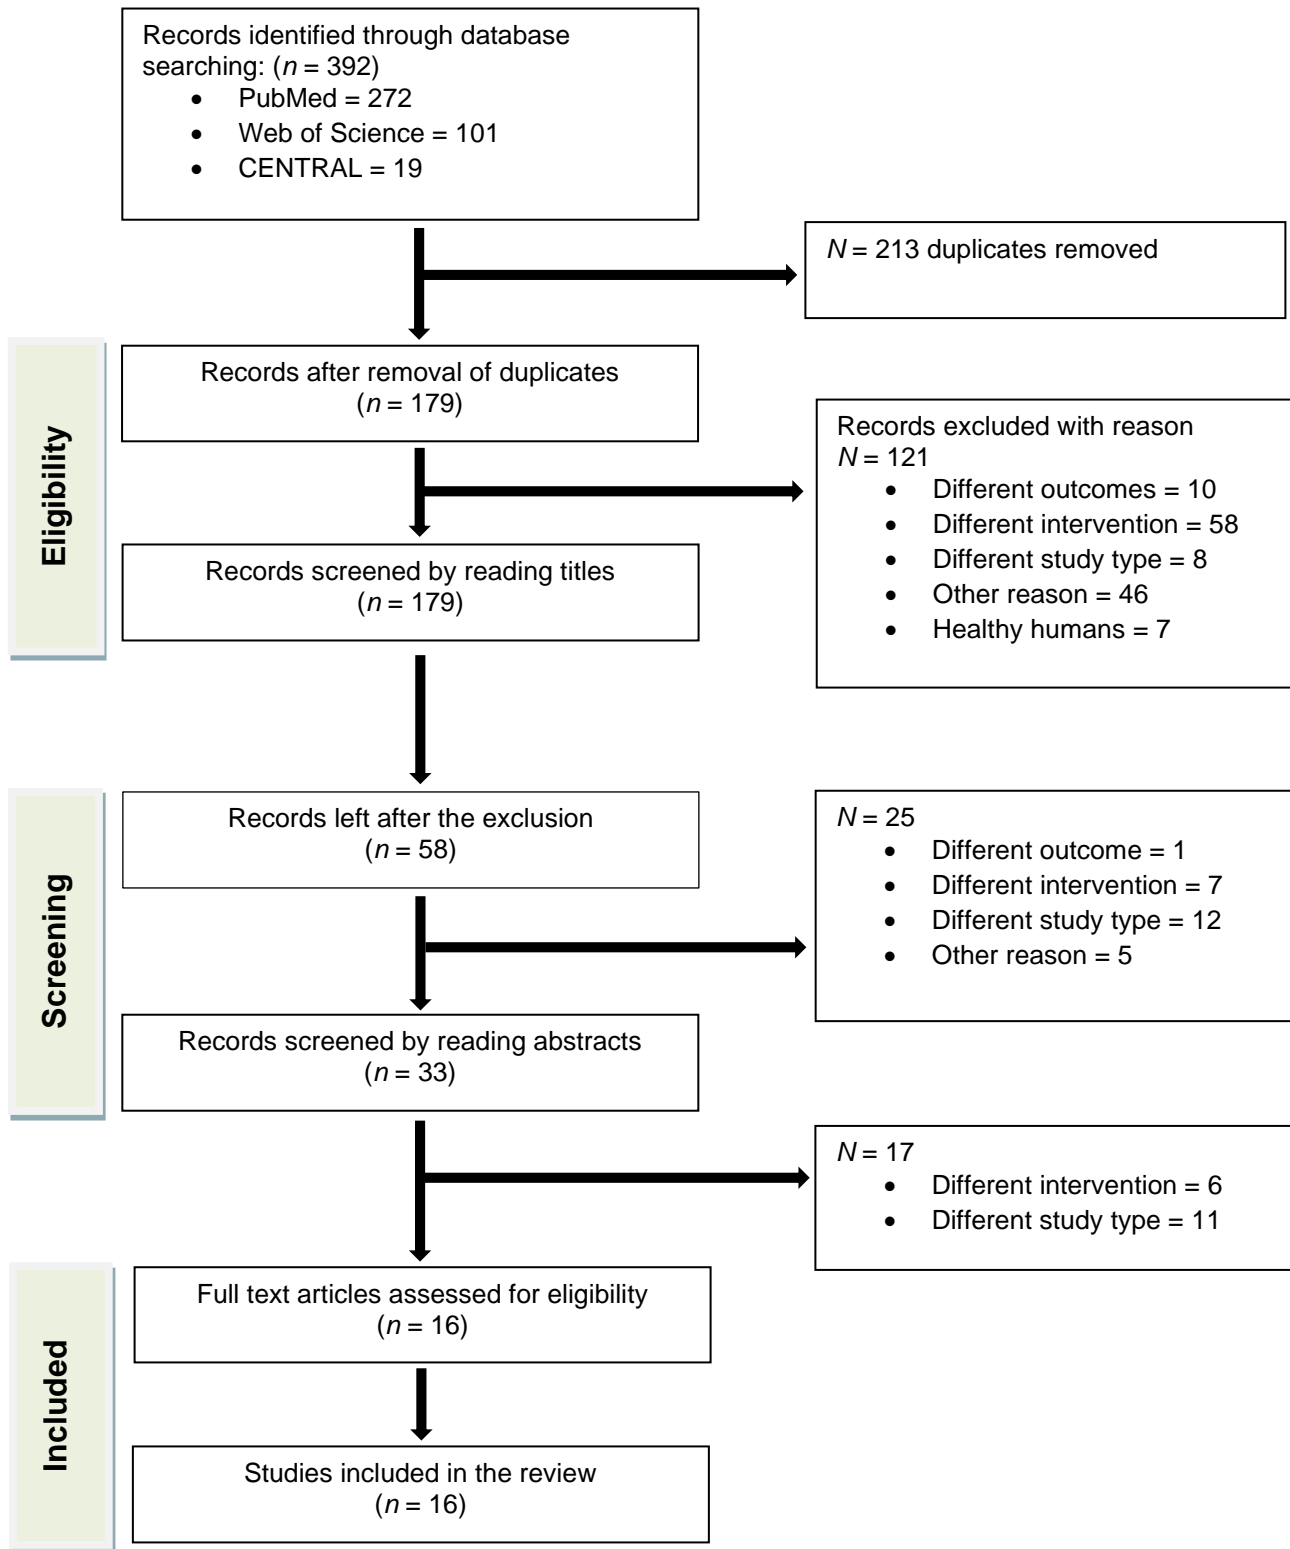 Records identified through database
searching: (n = 392)
• PubMed = 272
• Web of Science = 101
• CENTRAL = 19
N = 213 duplicates removed
Eligibility
Records after removal of duplicates
(n = 179)
Records excluded with reason
N = 121
• Different outcomes = 10
• Different intervention = 58
• Different study type = 8
• Other reason = 46
• Healthy humans = 7
Records screened by reading titles
(n = 179)
Screening
Records left after the exclusion
(n = 58)
N = 25
• Different outcome = 1
• Different intervention = 7
• Different study type = 12
• Other reason = 5
Records screened by reading abstracts
(n = 33)
N = 17
• Different intervention = 6
• Different study type = 11
Included
Full text articles assessed for eligibility
(n = 16)
Studies included in the review
(n = 16)